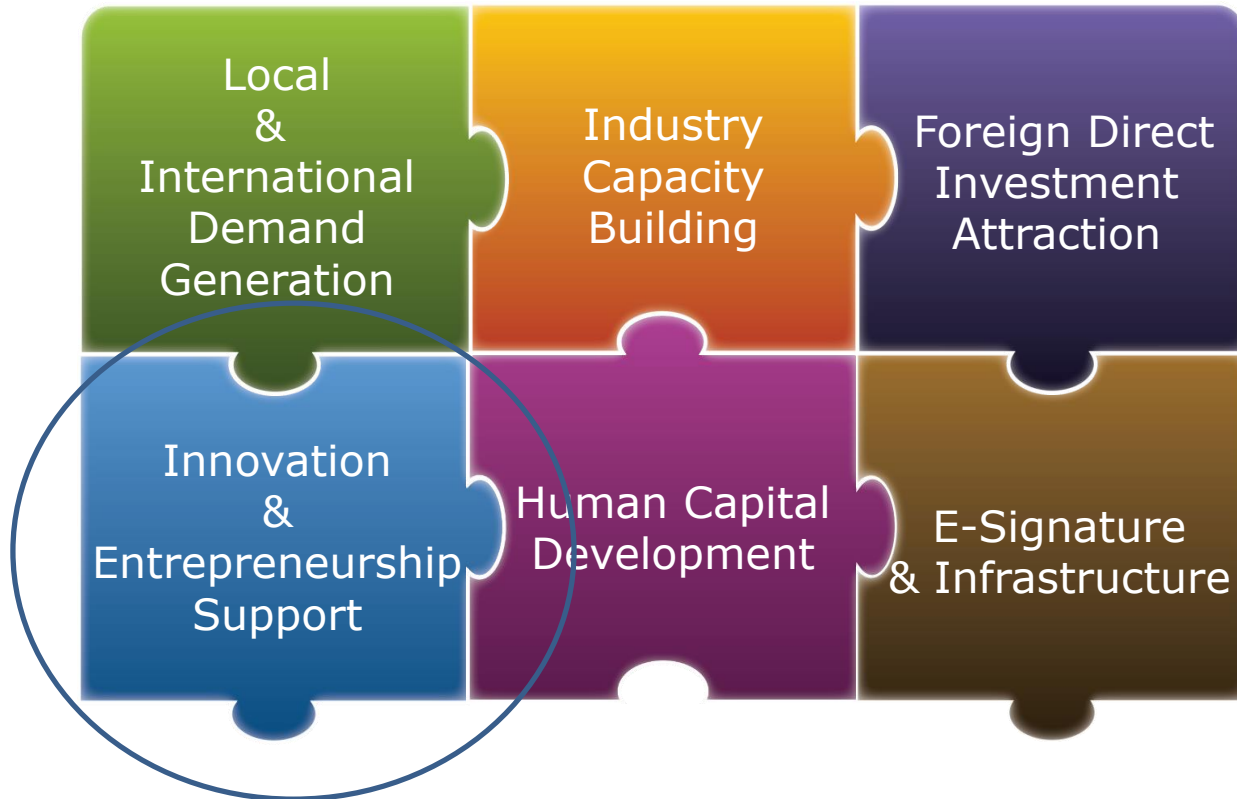 Local
&
International
Demand
Generation
Industry
Capacity
Building
Foreign Direct
Investment
Attraction
Innovation
&
Entrepreneurship
Support
Human Capital
Development
E-Signature
& Infrastructure